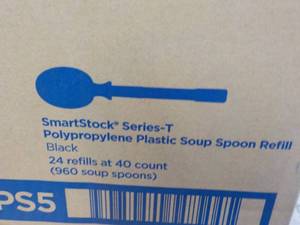 SmartStock® Series-T
Polypropylene Plastic Soup Spoon Refill
Black
24 refills at 40 count
(960 soup spoons)
PS5